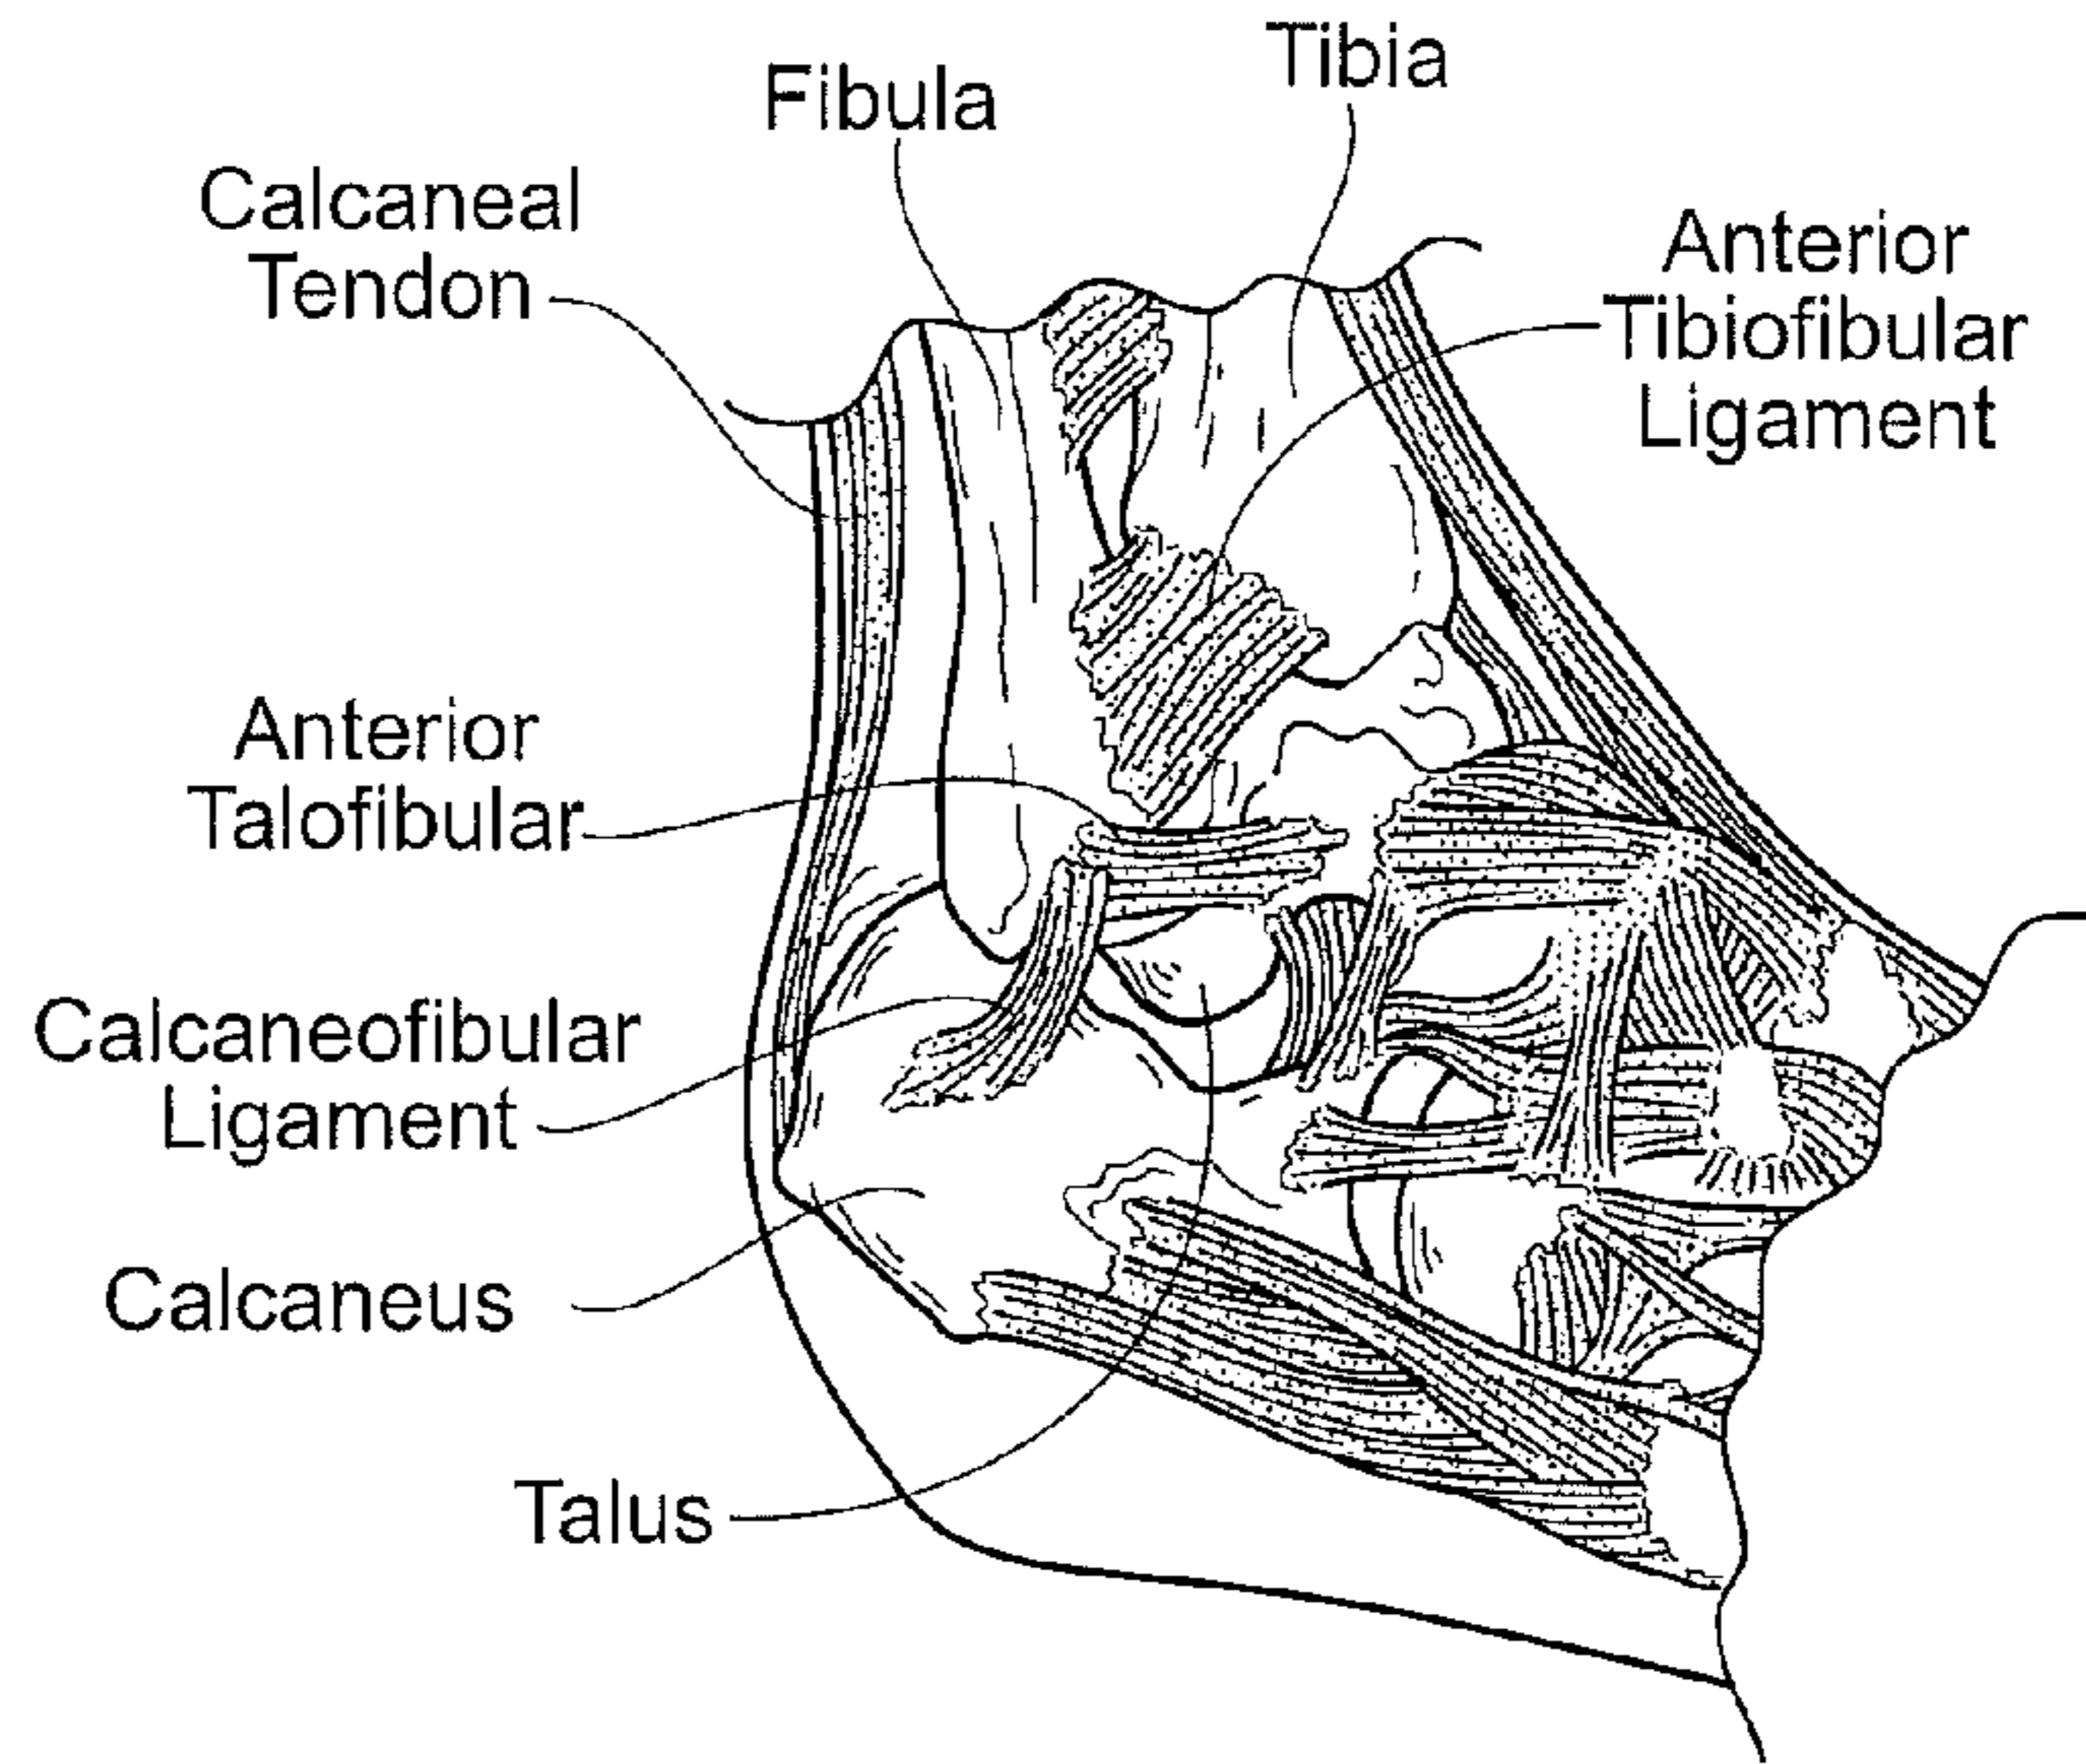 Tibia
Fibula
Calcaneal
Tendon
Anterior
Tibiofibular
Ligament
Anterior
Talofibular
Calcaneofibular
Ligament
Calcaneus
Talus